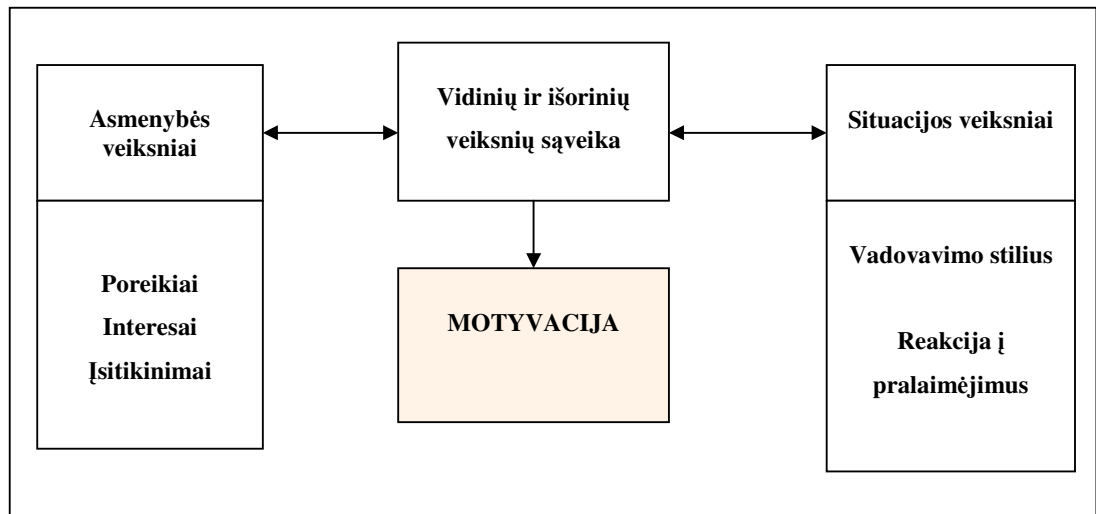 Asmenybės
veiksniai
Poreikiai
Interesai
Įsitikinimai
Vidinių ir išorinių
veiksnių sąveika
MOTYVACIJA
Situacijos veiksniai
Vadovavimo stilius
Reakcija į
pralaimėjimus